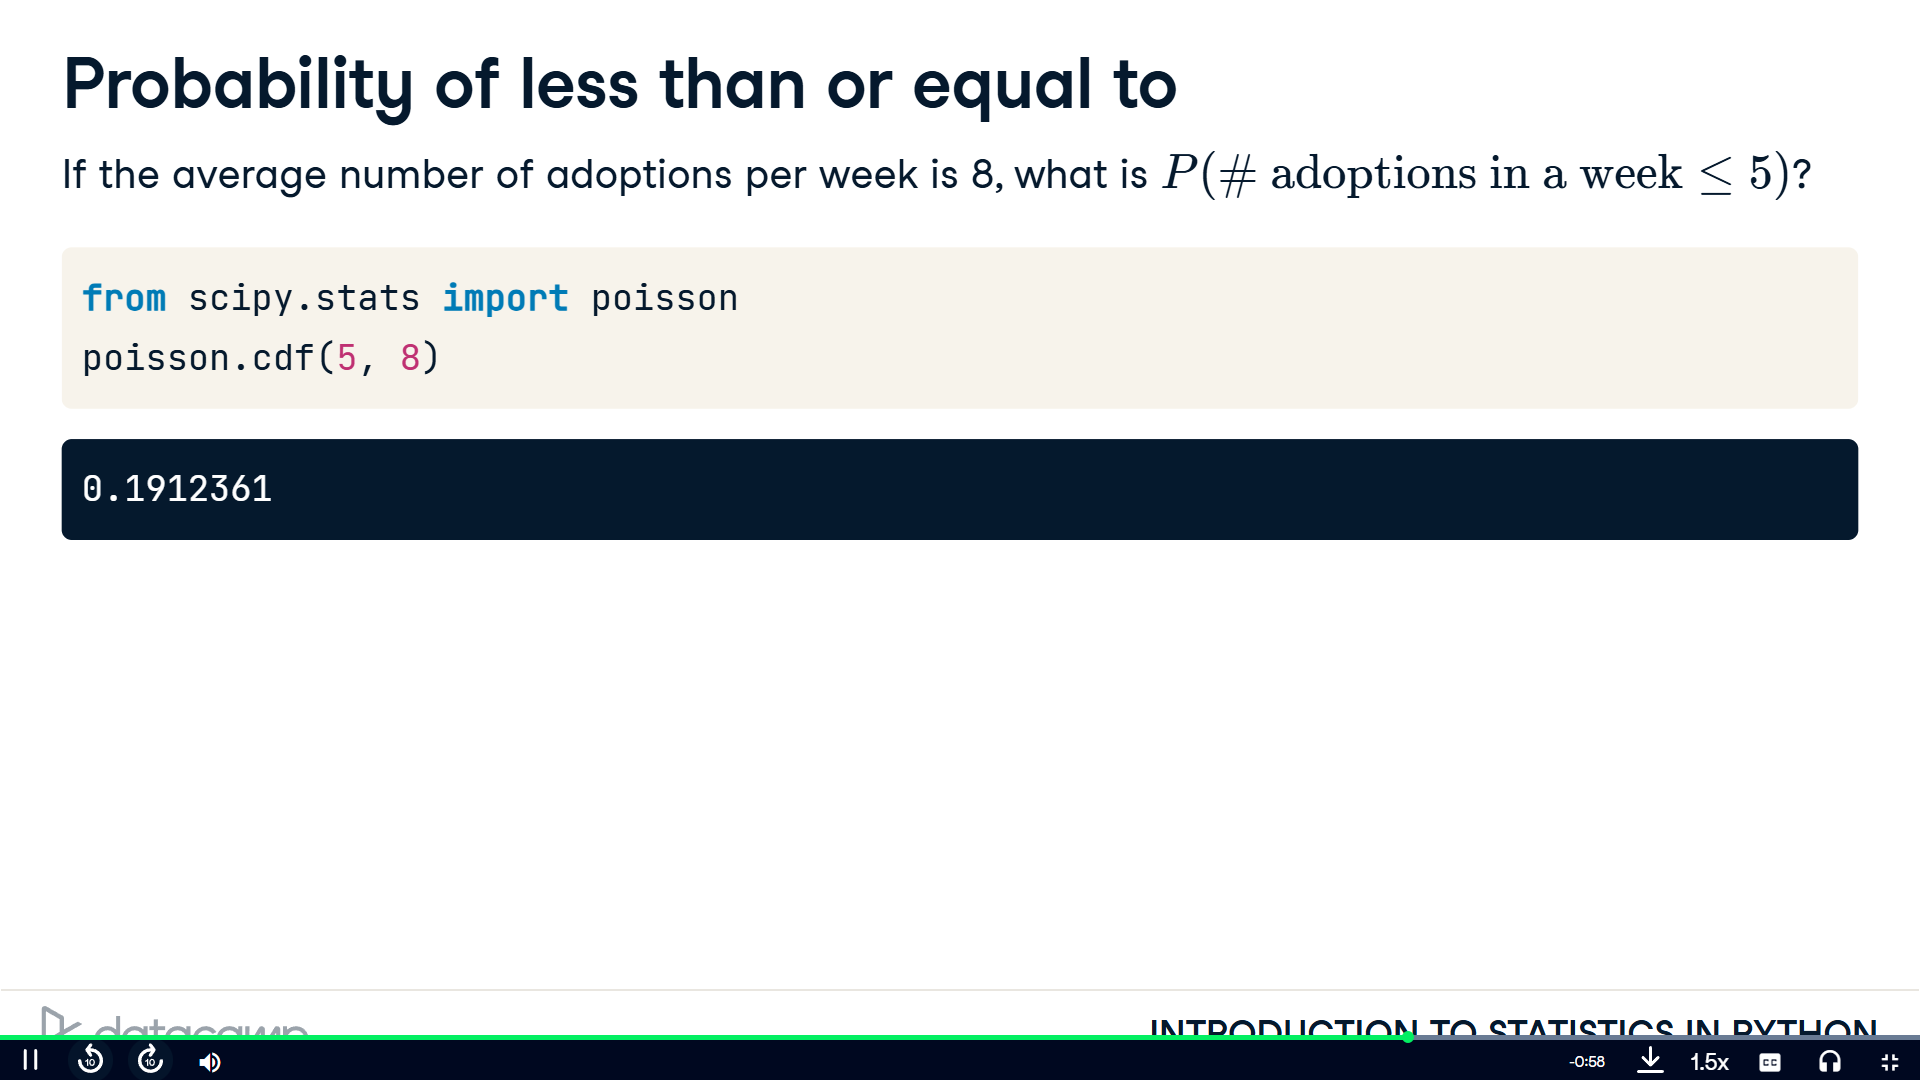 Probability of less than or equal to
If the average number of adoptions per week is 8, what is P(# adoptions in a week ≤ 5)?
from scipy.stats import poisson
poisson.cdf(5, 8)
0.1912361
datacamp
INTRODUCTION TO STATISTICS IN PYTHON
10
10
-0:58
1.5x
CC